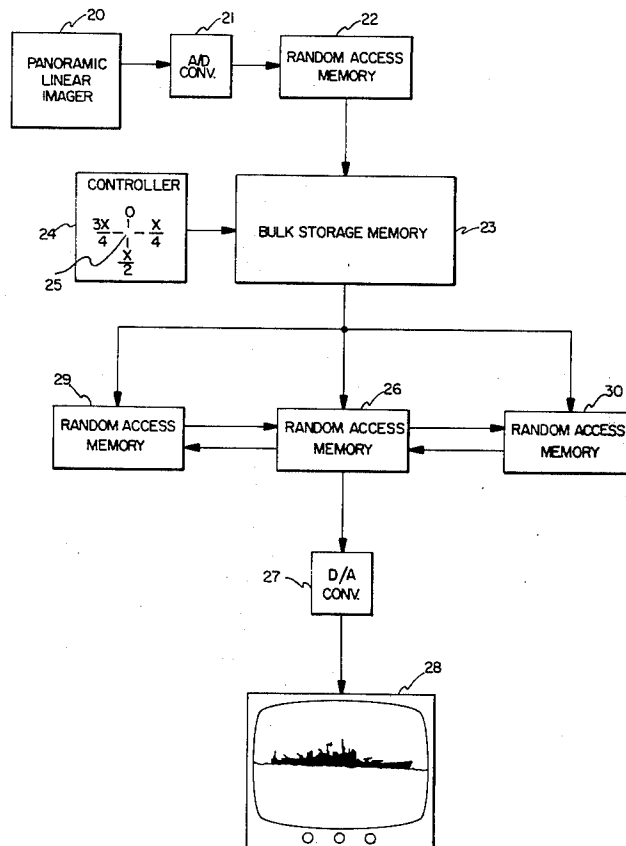 20
21
22
PANORAMIC
LINEAR
IMAGER
A/D
CONV.
RANDOM ACCESS
MEMORY
CONTROLLER
24
0
3X/4
X/4
X/2
25
BULK STORAGE MEMORY
23
29
26
30
RANDOM ACCESS
MEMORY
RANDOM ACCESS
MEMORY
RANDOM ACCESS
MEMORY
27
D/A
CONV.
28